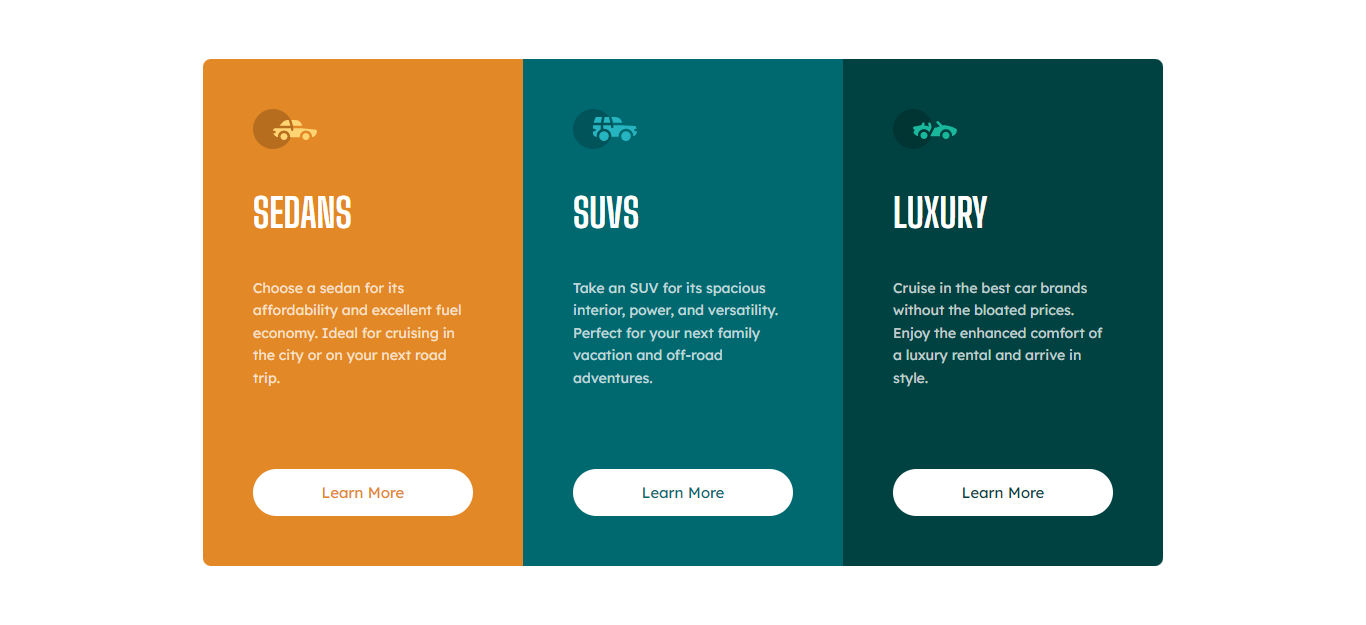 SEDANS
Choose a sedan for its
affordability and excellent fuel
economy. Ideal for cruising in
the city or on your next road
trip.
Learn More
SUVS
Take an SUV for its spacious
interior, power, and versatility.
Perfect for your next family
vacation and off-road
adventures.
Learn More
LUXURY
Cruise in the best car brands
without the bloated prices.
Enjoy the enhanced comfort of
a luxury rental and arrive in
style.
Learn More